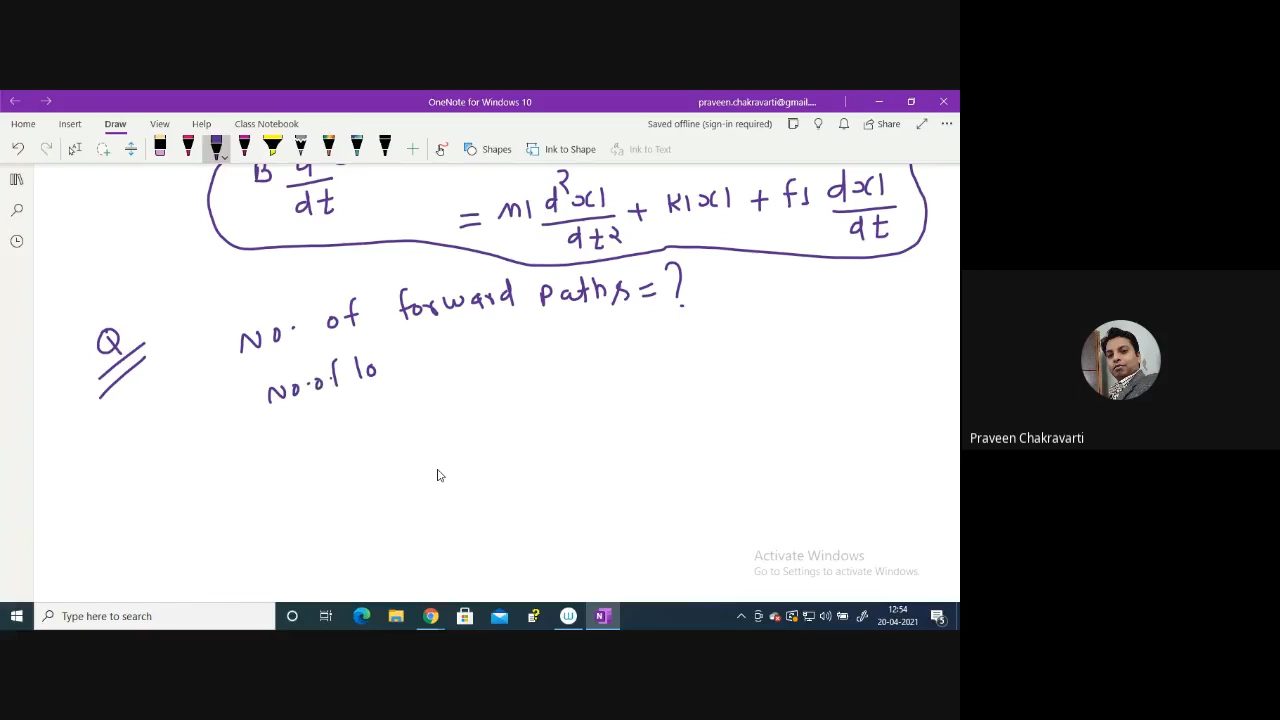 OneNote for Windows 10
praveen.chakravarti@gmail....
Home Insert Draw View Help Class Notebook
Saved offline (sign-in required)
Share
Shapes
Ink to Shape
Ink to Text
B
dt
= m1 d²x1 / dt² + k1x1 + f1 dx1 / dt
Q
No. of forward paths = ?
No. of lo
Praveen Chakravarti
Activate Windows
Go to Settings to activate Windows.
Type here to search
12:54
20-04-2021
5